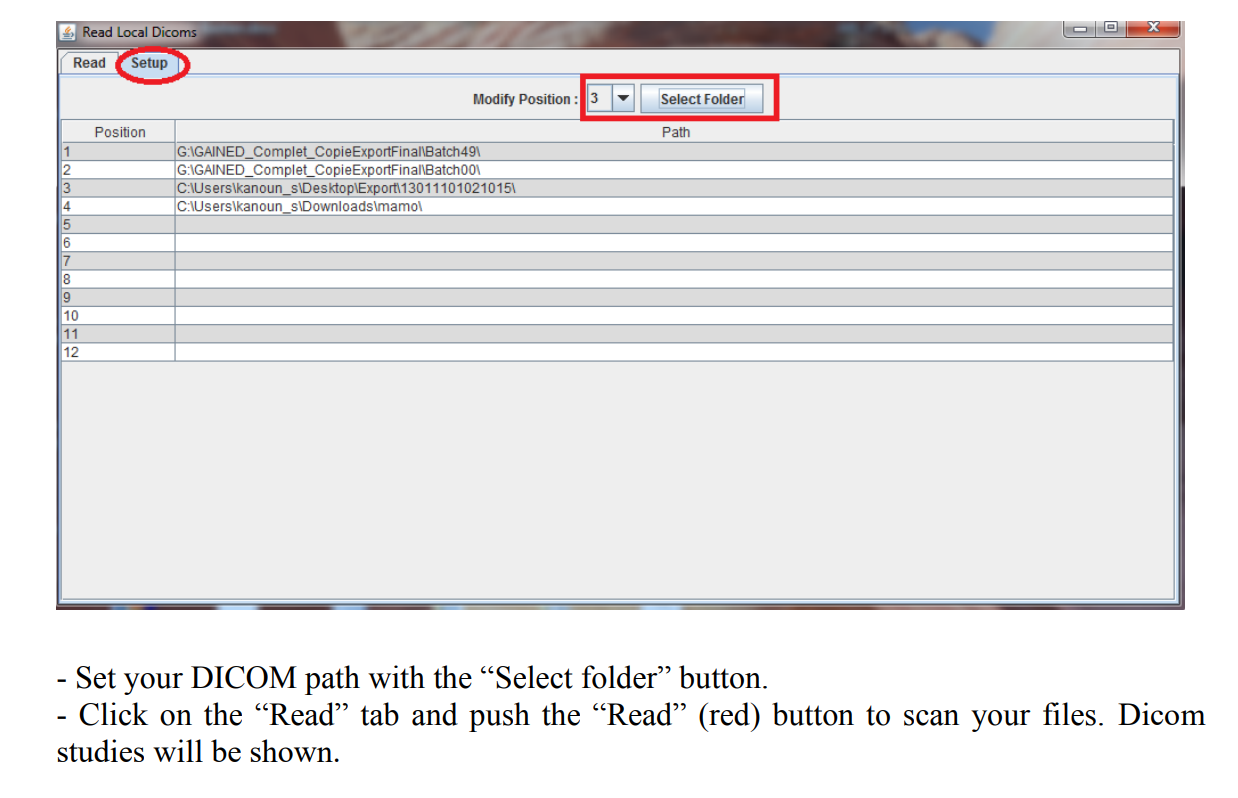 Read Local Dicoms
Read Setup
Modify Position : 3 Select Folder
Position Path
1 G:\GAINED_Complet_CopieExportFinal\Batch49\
2 G:\GAINED_Complet_CopieExportFinal\Batch00\
3 C:\Users\kanoun_s\Desktop\Export\13011101021015\
4 C:\Users\kanoun_s\Downloads\mamo\
5
6
7
8
9
10
11
12
- Set your DICOM path with the “Select folder” button.
- Click on the “Read” tab and push the “Read” (red) button to scan your files. Dicom
studies will be shown.